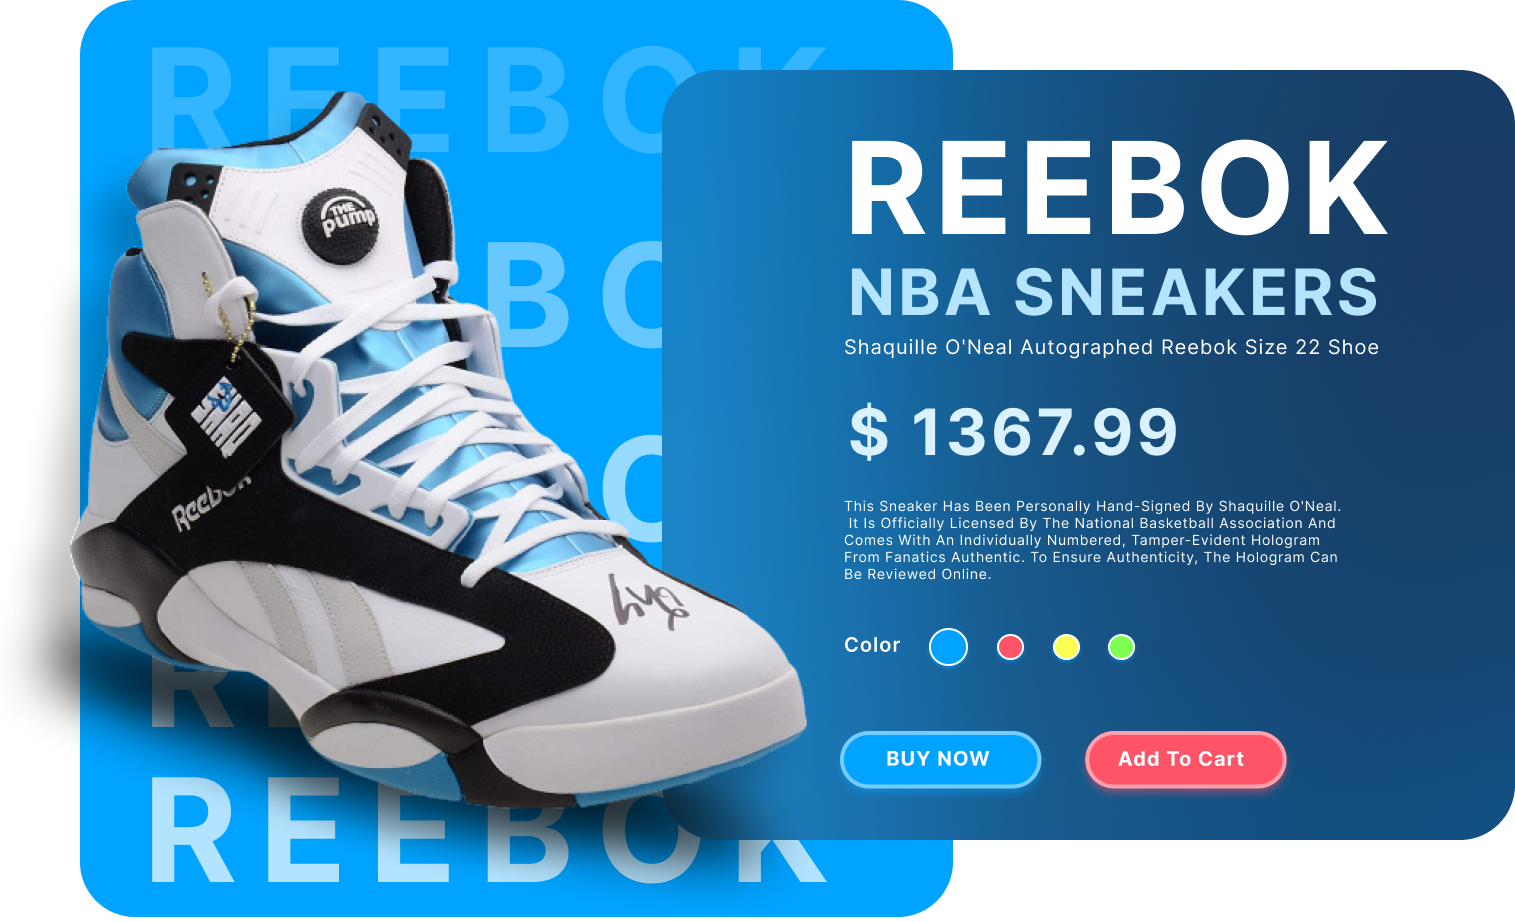 REEBOK
BO
O
RE
REEBOK
THE
pump
Reebok
REEBOK
NBA SNEAKERS
Shaquille O'Neal Autographed Reebok Size 22 Shoe
$ 1367.99
This Sneaker Has Been Personally Hand-Signed By Shaquille O'Neal.
It Is Officially Licensed By The National Basketball Association And
Comes With An Individually Numbered, Tamper-Evident Hologram
From Fanatics Authentic. To Ensure Authenticity, The Hologram Can
Be Reviewed Online.
Color
BUY NOW
Add To Cart